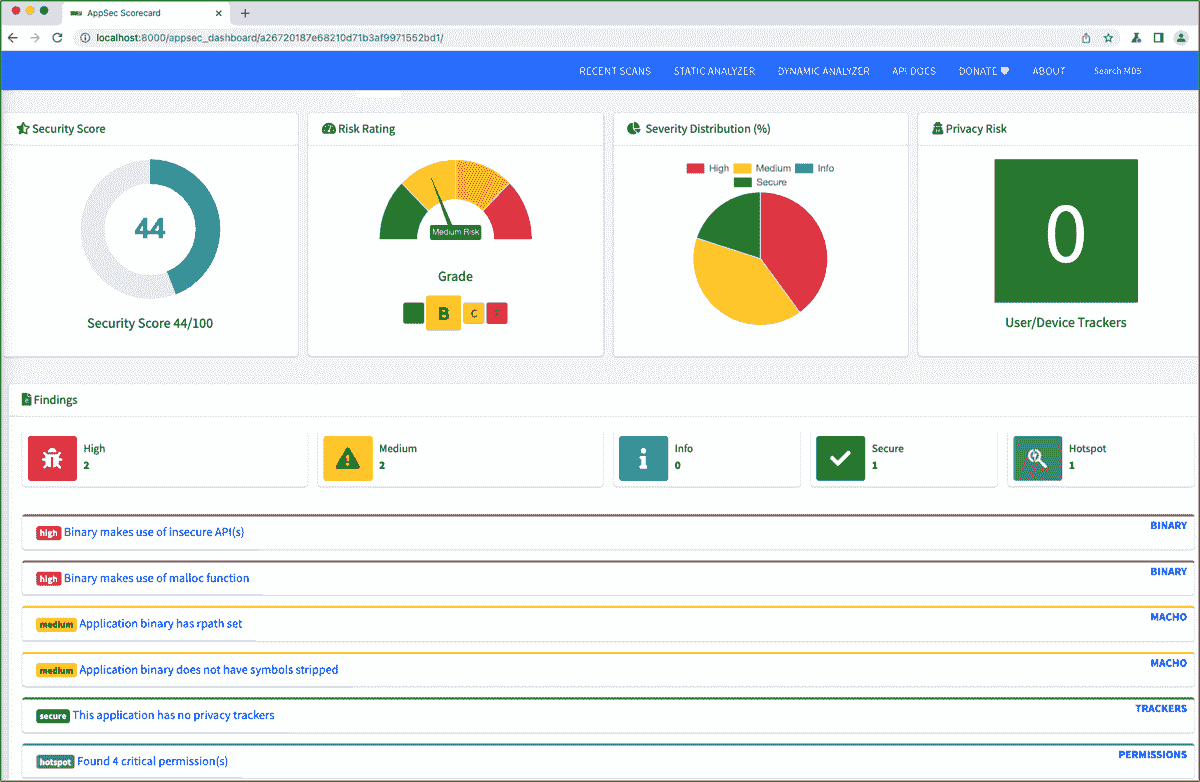 AppSec Scorecard
localhost:8000/appsec_dashboard/a26720187e68210d71b3af9971552bd1/
RECENT SCANS STATIC ANALYZER DYNAMIC ANALYZER API DOCS DONATE ABOUT Search MD5
Security Score
44
Security Score 44/100
Risk Rating
Medium Risk
Grade
B C F
Severity Distribution (%)
High Medium Info
Secure
Privacy Risk
0
User/Device Trackers
Findings
High
2
Medium
2
Info
0
Secure
1
Hotspot
1
high Binary makes use of insecure API(s) BINARY
high Binary makes use of malloc function BINARY
medium Application binary has rpath set MACHO
medium Application binary does not have symbols stripped MACHO
secure This application has no privacy trackers TRACKERS
hotspot Found 4 critical permission(s) PERMISSIONS